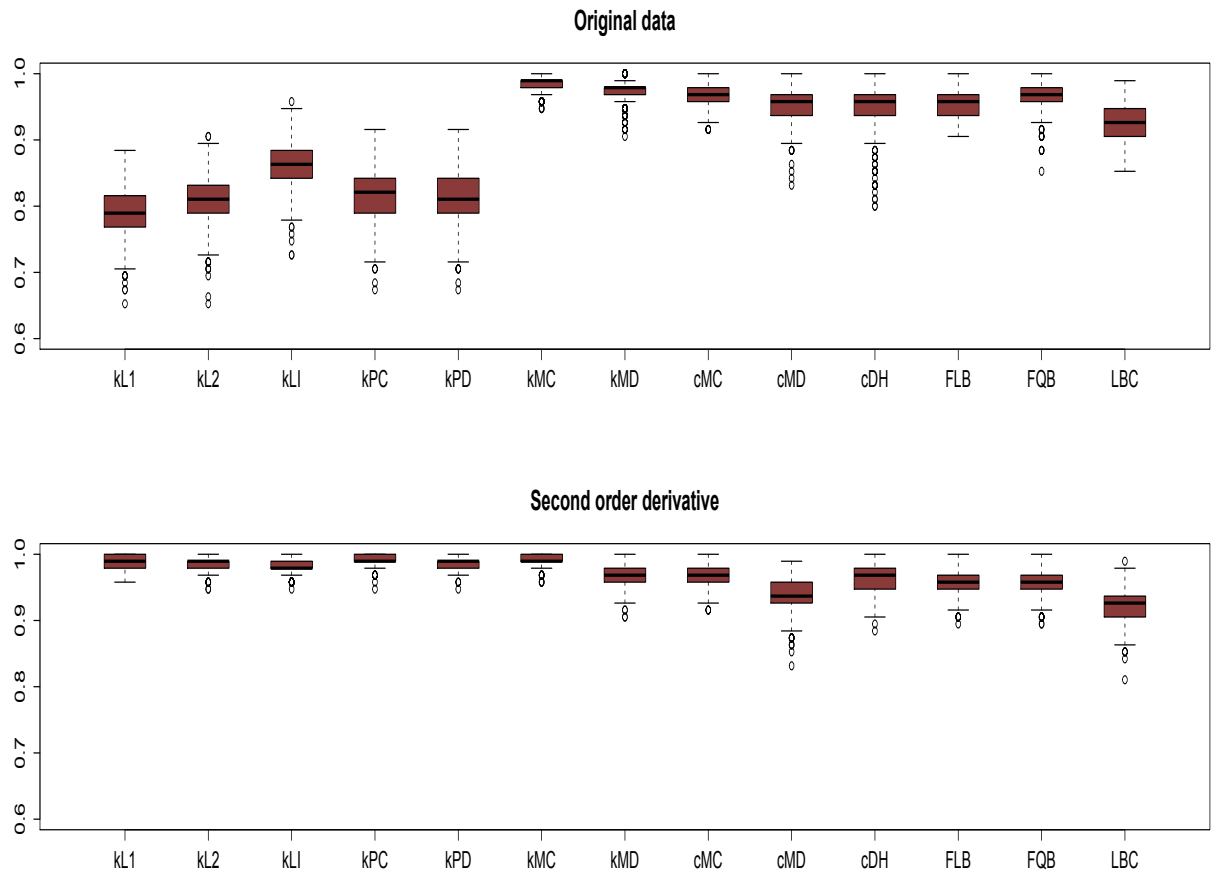 Original data
1.0
0.9
0.8
0.7
0.6
kL1 kL2 kLI kPC kPD kMC kMD cMC cMD cDH FLB FQB LBC
Second order derivative
1.0
0.9
0.8
0.7
0.6
kL1 kL2 kLI kPC kPD kMC kMD cMC cMD cDH FLB FQB LBC